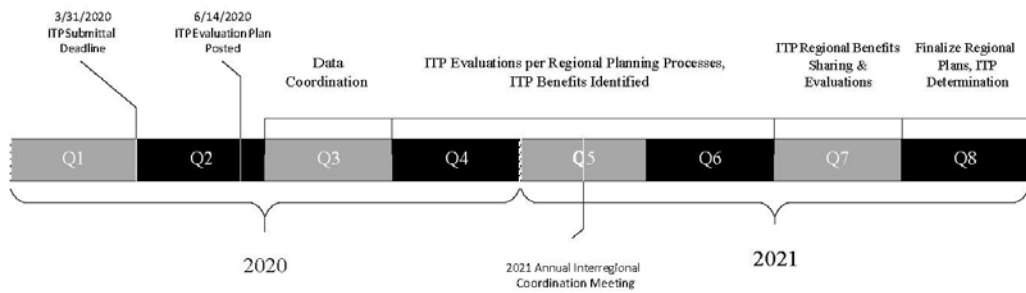 3/31/2020
ITP Submittal
Deadline
6/14/2020
ITP Evaluation Plan
Posted
Data
Coordination
ITP Evaluations per Regional Planning Processes,
ITP Benefits Identified
ITP Regional Benefits
Sharing &
Evaluations
Finalize Regional
Plans, ITP
Determination
Q1
Q2
Q3
Q4
Q5
Q6
Q7
Q8
2020
2021
2021 Annual Interregional
Coordination Meeting